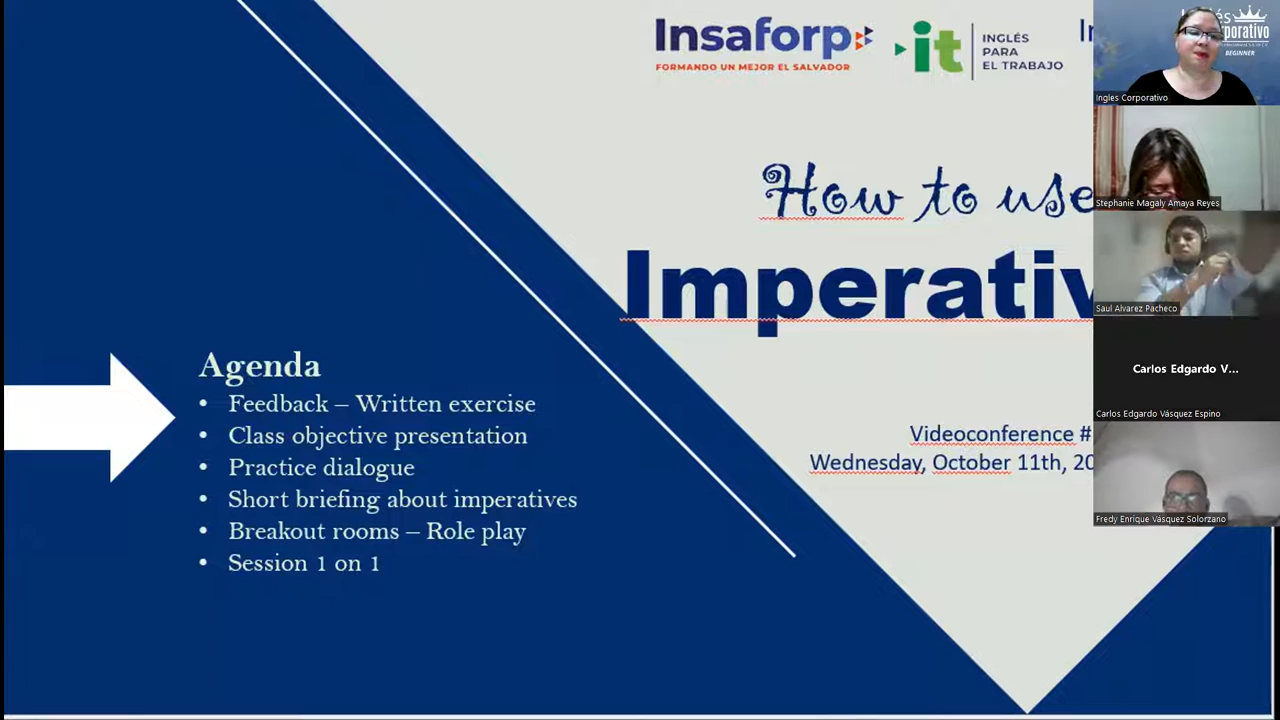 Insaforp
FORMANDO UN MEJOR EL SALVADOR
it
INGLÉS
PARA
EL TRABAJO
How to use
Imperativ
Videoconference #
Wednesday, October 11th, 20
Agenda
• Feedback – Written exercise
• Class objective presentation
• Practice dialogue
• Short briefing about imperatives
• Breakout rooms – Role play
• Session 1 on 1
BEGINNER
Ingles Corporativo
Stephanie Magaly Amaya Reyes
Saul Alvarez Pacheco
Carlos Edgardo V...
Carlos Edgardo Vásquez Espino
Fredy Enrique Vásquez Solorzano